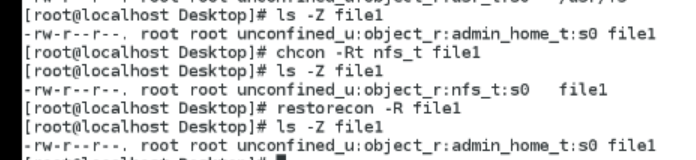 [root@localhost Desktop]# ls -Z file1
-rw-r--r--. root root unconfined_u:object_r:admin_home_t:s0 file1
[root@localhost Desktop]# chcon -Rt nfs_t file1
[root@localhost Desktop]# ls -Z file1
-rw-r--r--. root root unconfined_u:object_r:nfs_t:s0   file1
[root@localhost Desktop]# restorecon -R file1
[root@localhost Desktop]# ls -Z file1
-rw-r--r--. root root unconfined_u:object_r:admin_home_t:s0 file1